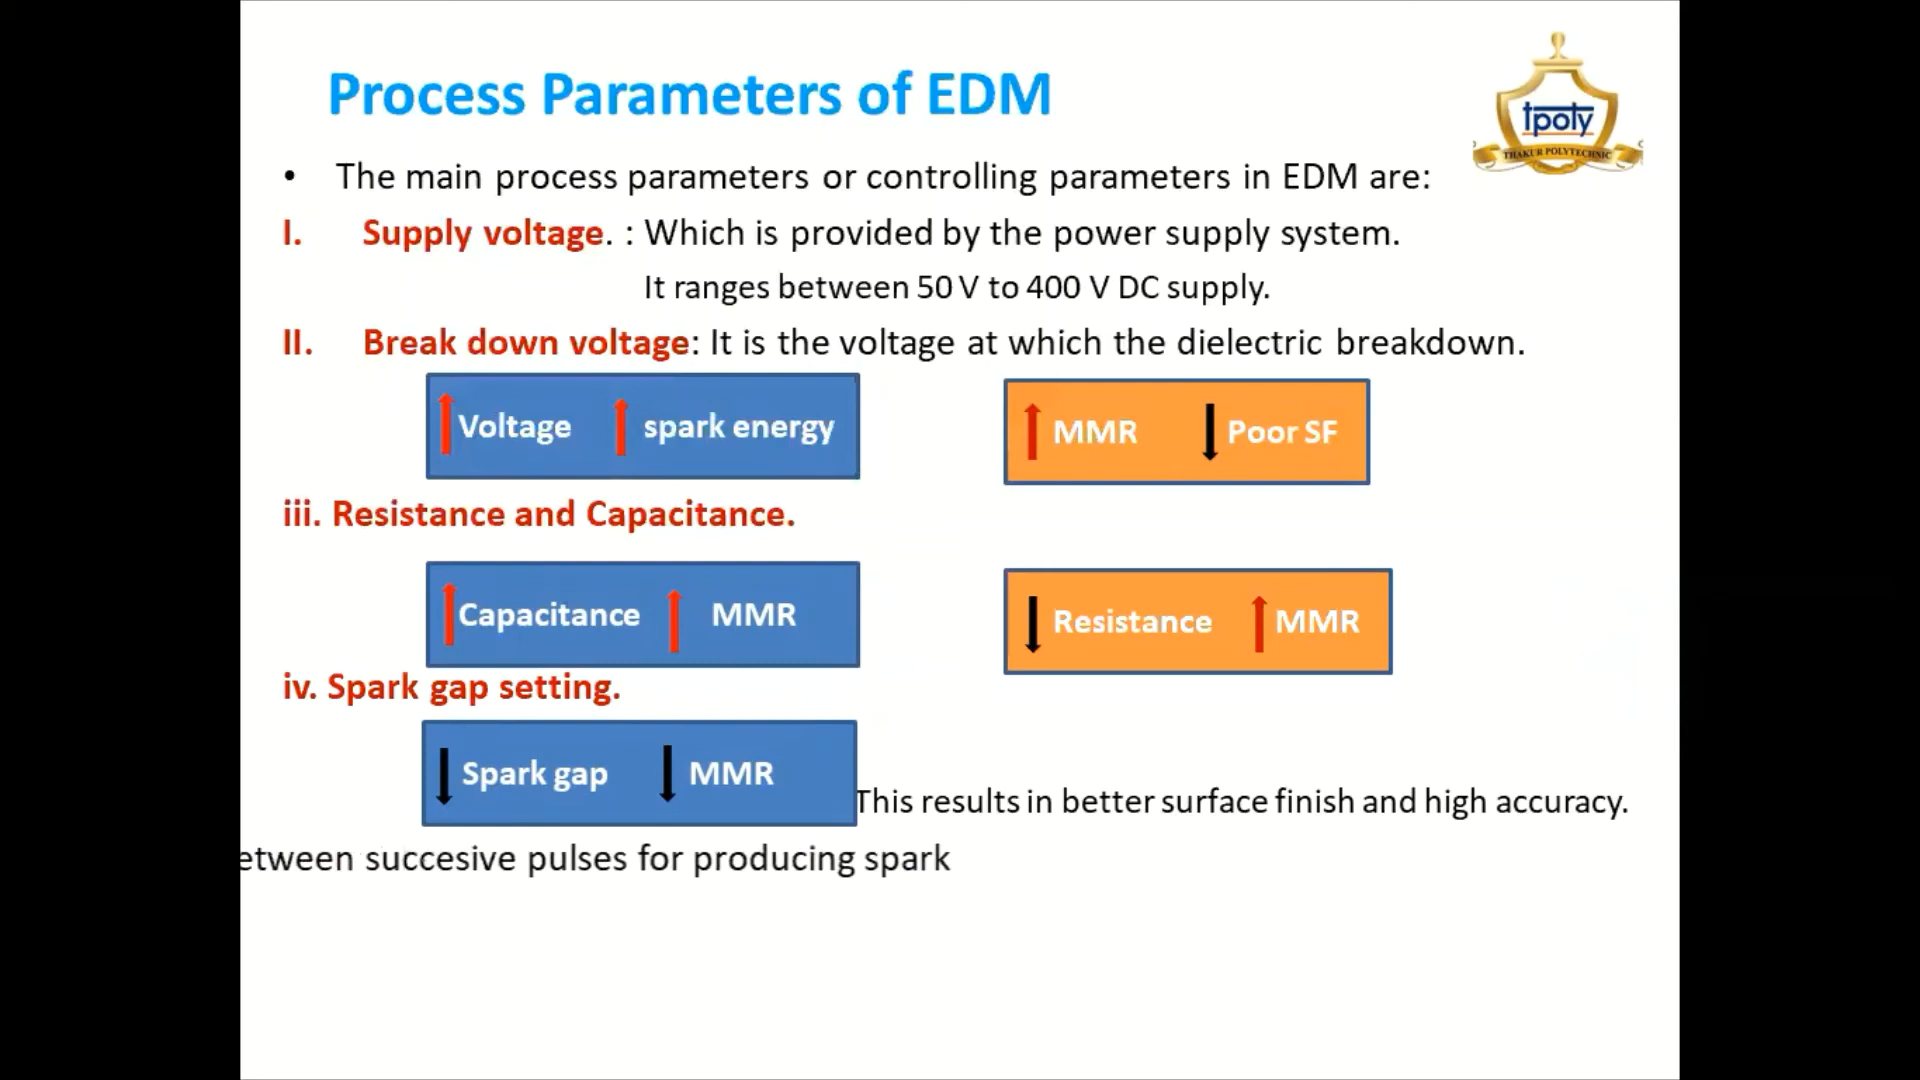 Process Parameters of EDM
tpoly
THAKUR POLYTECHNIC
• The main process parameters or controlling parameters in EDM are:
I. Supply voltage. : Which is provided by the power supply system.
It ranges between 50 V to 400 V DC supply.
II. Break down voltage: It is the voltage at which the dielectric breakdown.
Voltage spark energy
MMR Poor SF
iii. Resistance and Capacitance.
Capacitance MMR
Resistance MMR
iv. Spark gap setting.
Spark gap MMR
This results in better surface finish and high accuracy.
etween succesive pulses for producing spark